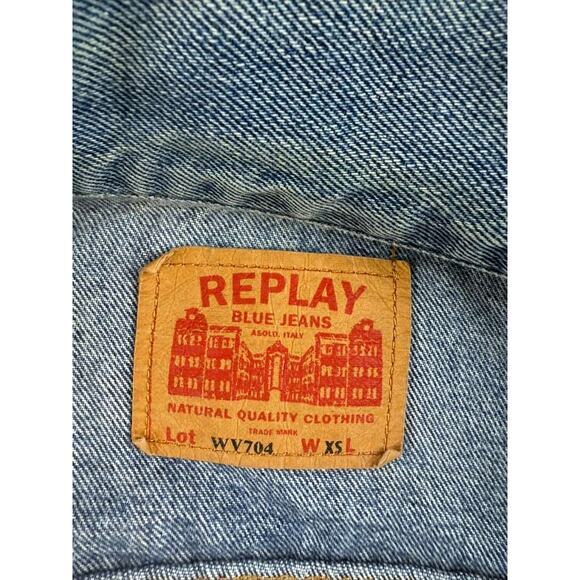 REPLAY
BLUE JEANS
ASOLO, ITALY
NATURAL QUALITY CLOTHING
TRADE MARK
Lot WV704 W XS L